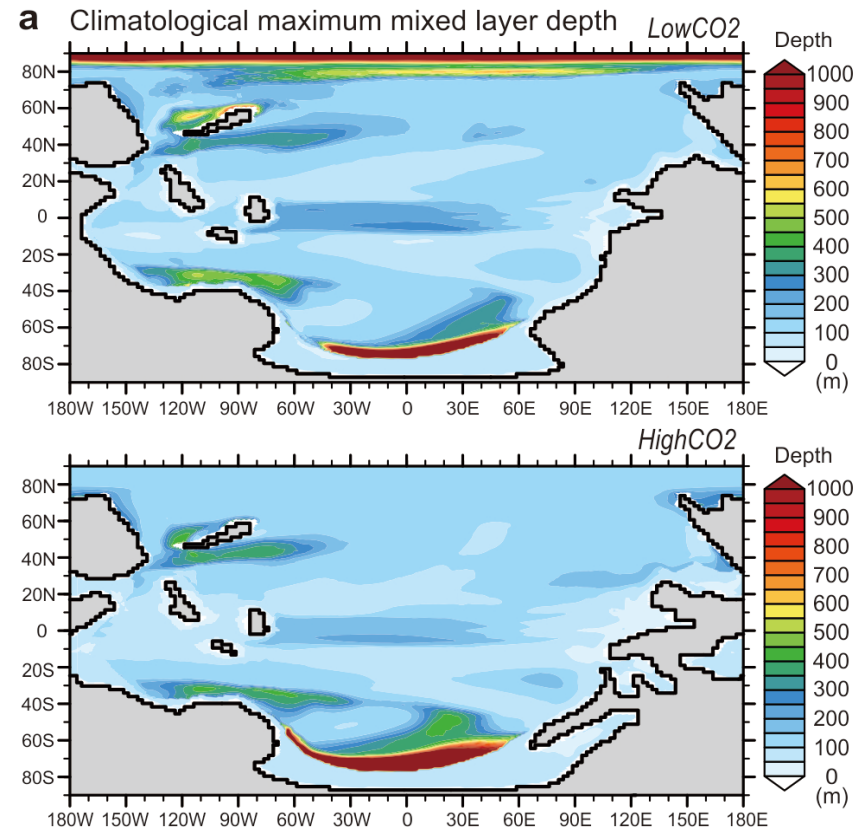 a Climatological maximum mixed layer depth LowCO2
Depth
80N
60N
40N
20N
0
20S
40S
60S
80S
1000
900
800
700
600
500
400
300
200
100
0
(m)
180W 150W 120W 90W 60W 30W 0 30E 60E 90E 120E 150E 180E
HighCO2
Depth
80N
60N
40N
20N
0
20S
40S
60S
80S
1000
900
800
700
600
500
400
300
200
100
0
(m)
180W 150W 120W 90W 60W 30W 0 30E 60E 90E 120E 150E 180E